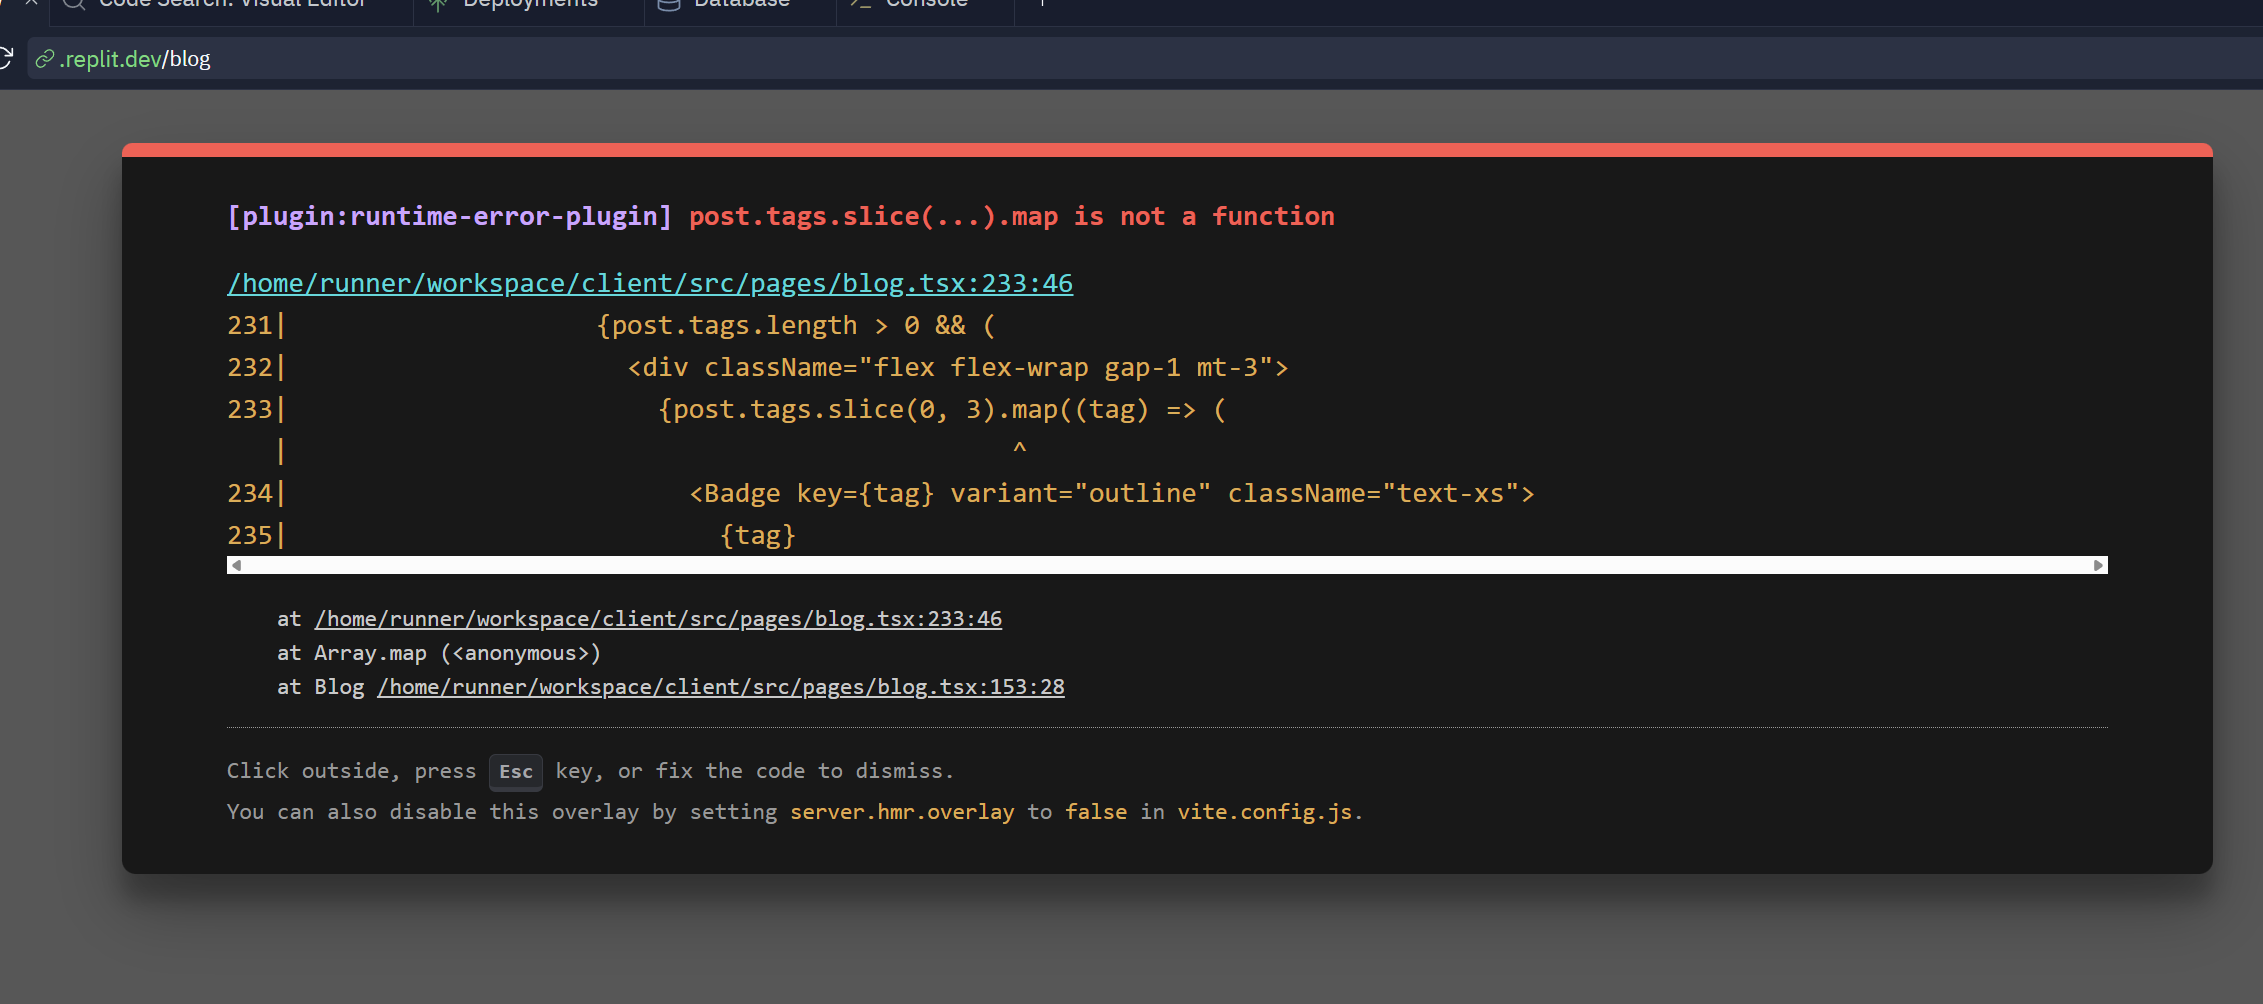 Code Search: Visual Editor Deployments Database Console
.replit.dev/blog
[plugin:runtime-error-plugin] post.tags.slice(...).map is not a function
/home/runner/workspace/client/src/pages/blog.tsx:233:46
231| {post.tags.length > 0 && (
232| <div className="flex flex-wrap gap-1 mt-3">
233| {post.tags.slice(0, 3).map((tag) => (
| ^
234| <Badge key={tag} variant="outline" className="text-xs">
235| {tag}
at /home/runner/workspace/client/src/pages/blog.tsx:233:46
at Array.map (<anonymous>)
at Blog /home/runner/workspace/client/src/pages/blog.tsx:153:28
Click outside, press Esc key, or fix the code to dismiss.
You can also disable this overlay by setting server.hmr.overlay to false in vite.config.js.